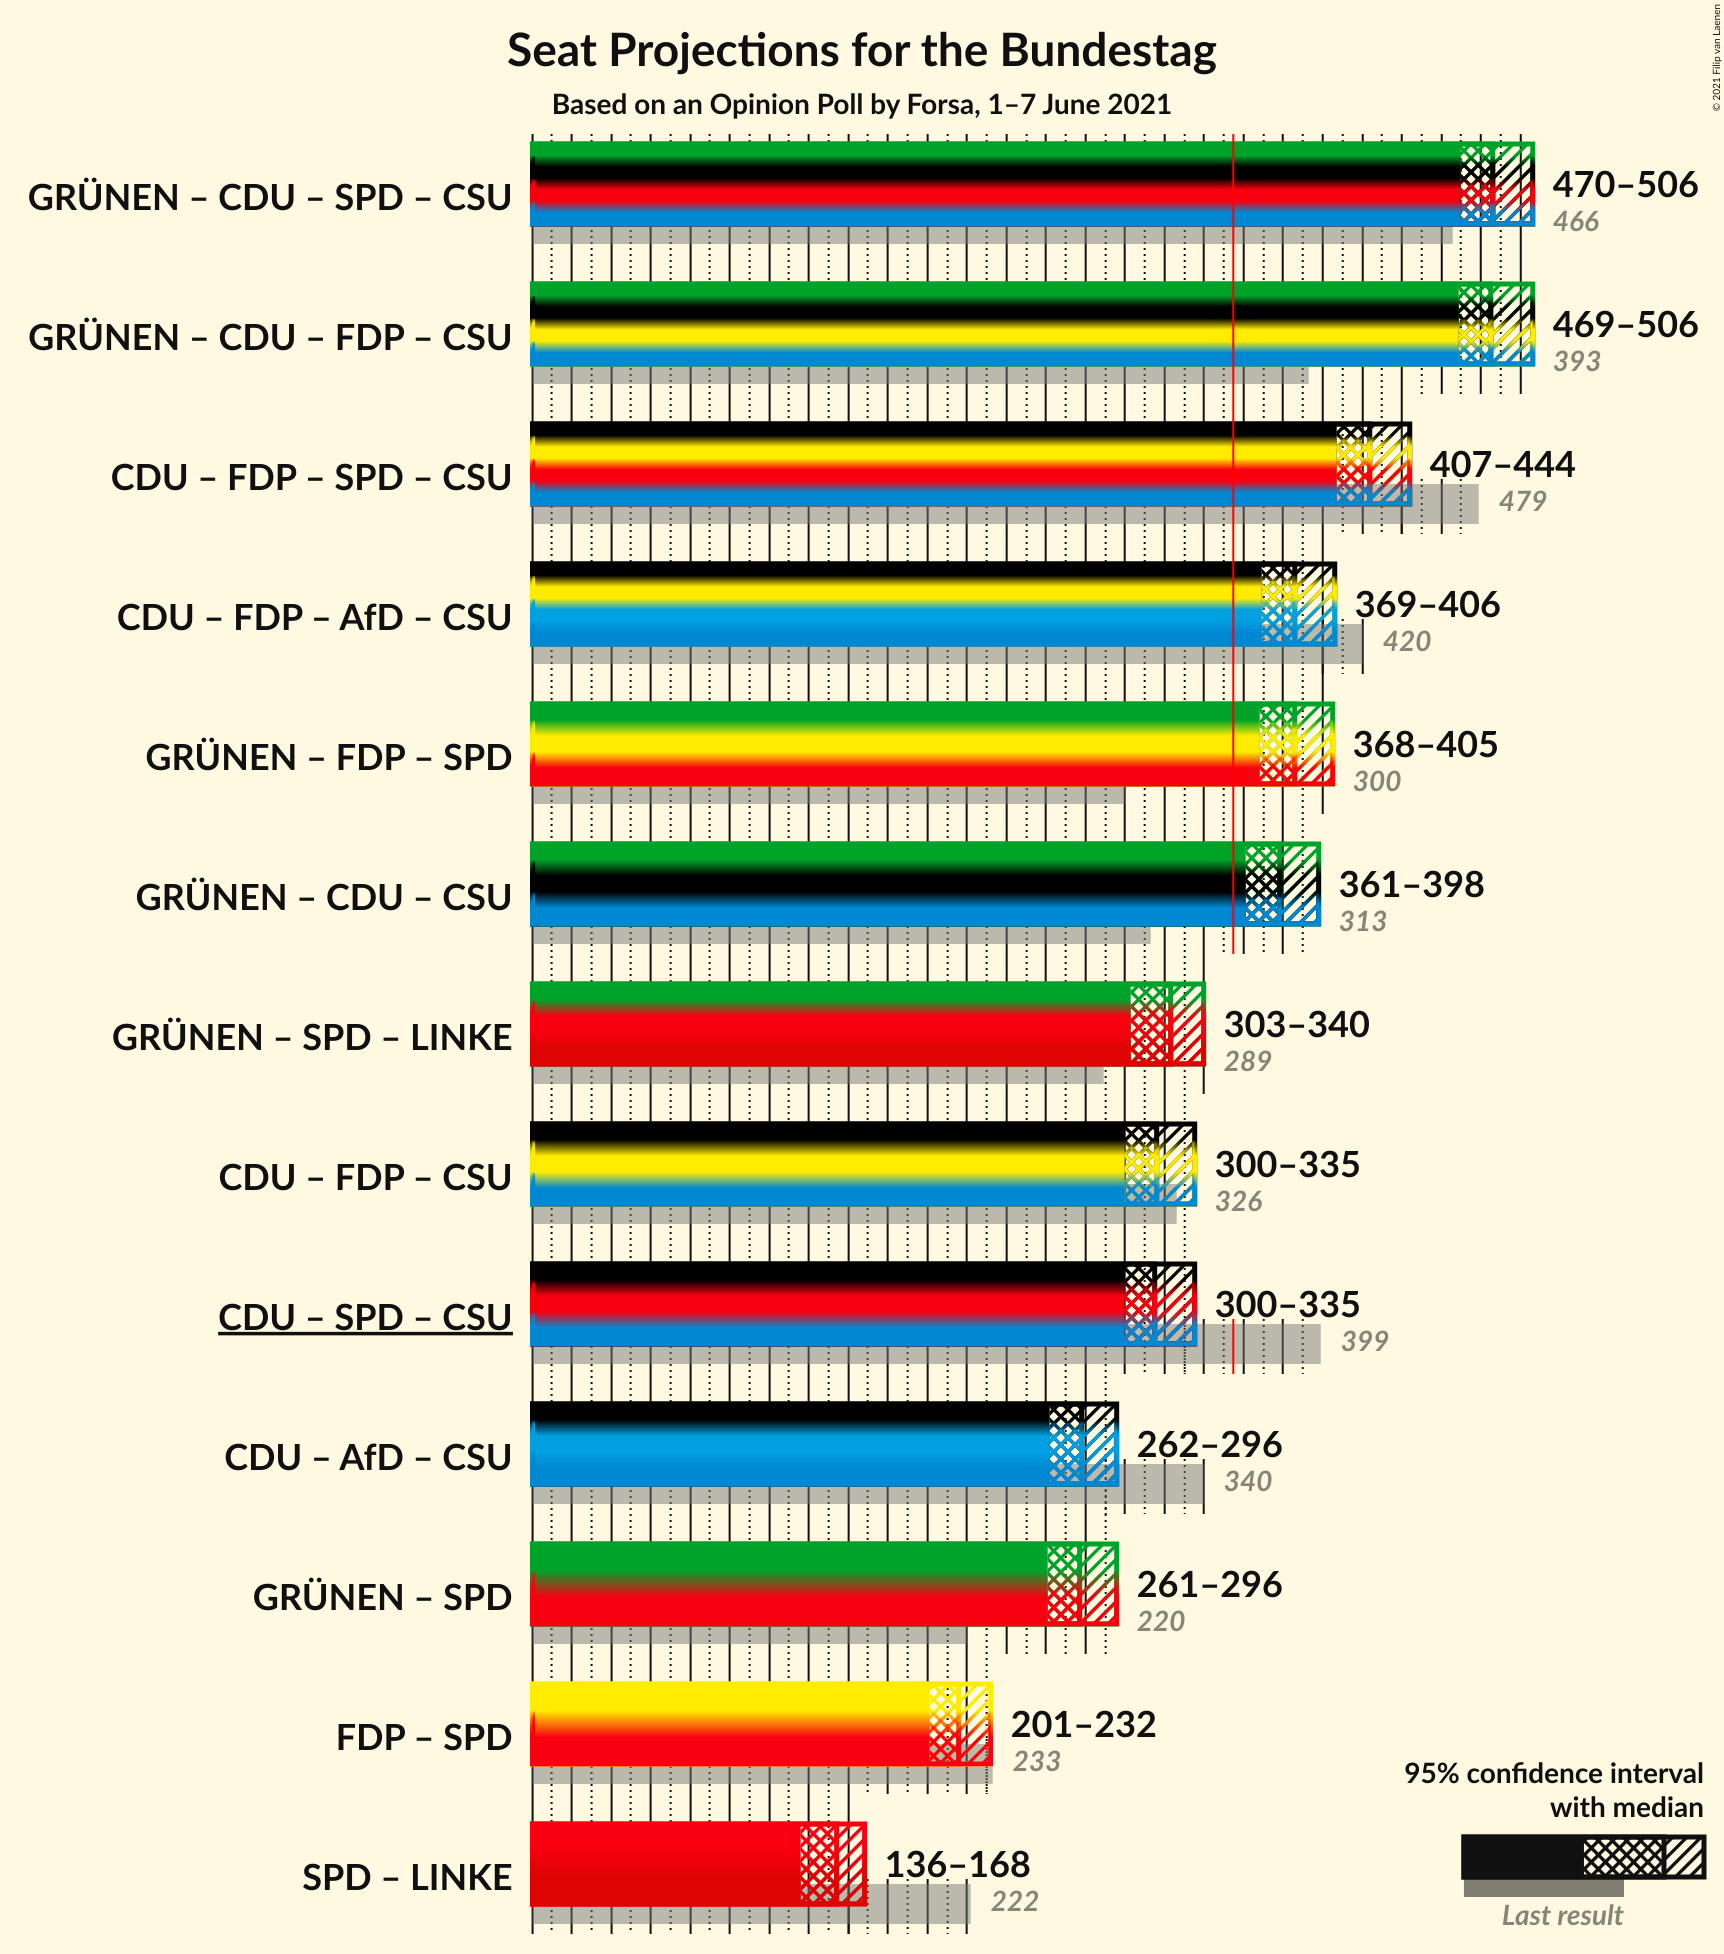 Seat Projections for the Bundestag
Based on an Opinion Poll by Forsa, 1–7 June 2021
© 2021 Filip van Laenen
GRÜNEN – CDU – SPD – CSU
470–506
466
GRÜNEN – CDU – FDP – CSU
469–506
393
CDU – FDP – SPD – CSU
407–444
479
CDU – FDP – AfD – CSU
369–406
420
GRÜNEN – FDP – SPD
368–405
300
GRÜNEN – CDU – CSU
361–398
313
GRÜNEN – SPD – LINKE
303–340
289
CDU – FDP – CSU
300–335
326
CDU – SPD – CSU
300–335
399
CDU – AfD – CSU
262–296
340
GRÜNEN – SPD
261–296
220
FDP – SPD
201–232
233
SPD – LINKE
136–168
222
95% confidence interval
with median
Last result